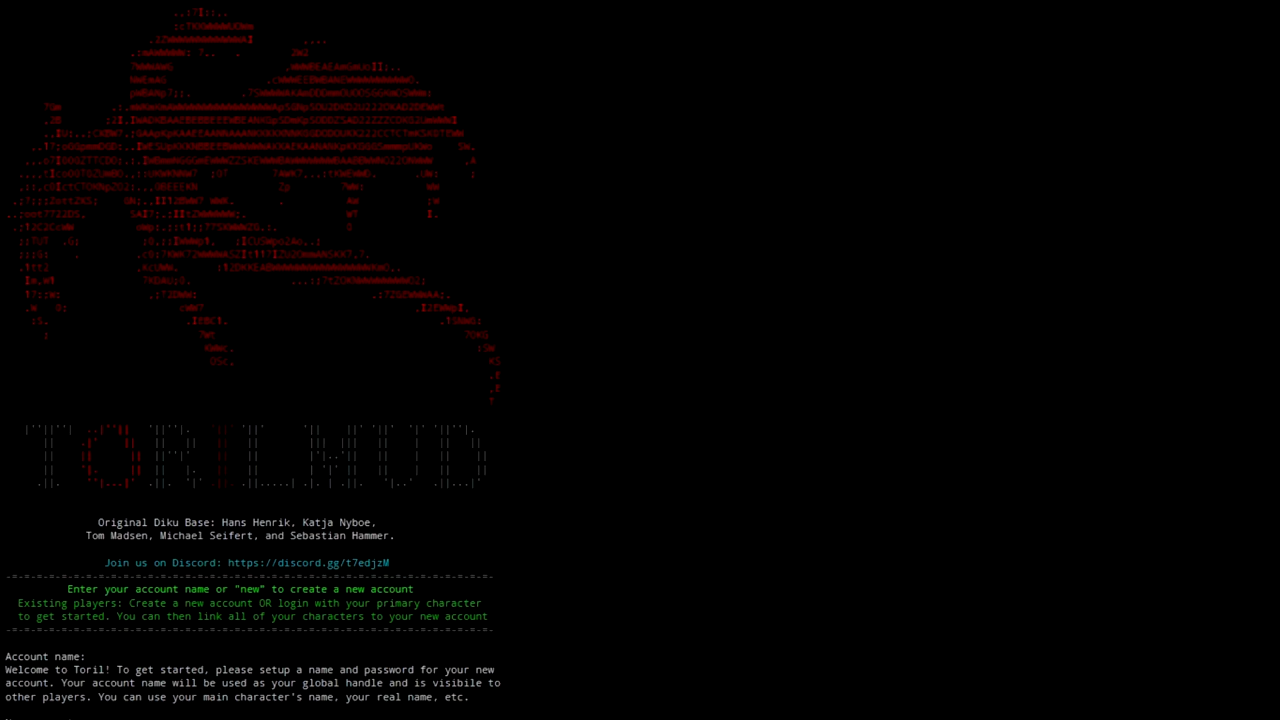 TORIL MUD
Original Diku Base: Hans Henrik, Katja Nyboe,
Tom Madsen, Michael Seifert, and Sebastian Hammer.
Join us on Discord: https://discord.gg/t7edjzM
-=-=-=-=-=-=-=-=-=-=-=-=-=-=-=-=-=-=-=-=-=-=-=-=-=-=-=-=-=-=-=-=-=-=-=-=-=-=-=-
Enter your account name or "new" to create a new account
Existing players: Create a new account OR login with your primary character
to get started. You can then link all of your characters to your new account
-=-=-=-=-=-=-=-=-=-=-=-=-=-=-=-=-=-=-=-=-=-=-=-=-=-=-=-=-=-=-=-=-=-=-=-=-=-=-=-
Account name:
Welcome to Toril! To get started, please setup a name and password for your new
account. Your account name will be used as your global handle and is visibile to
other players. You can use your main character's name, your real name, etc.